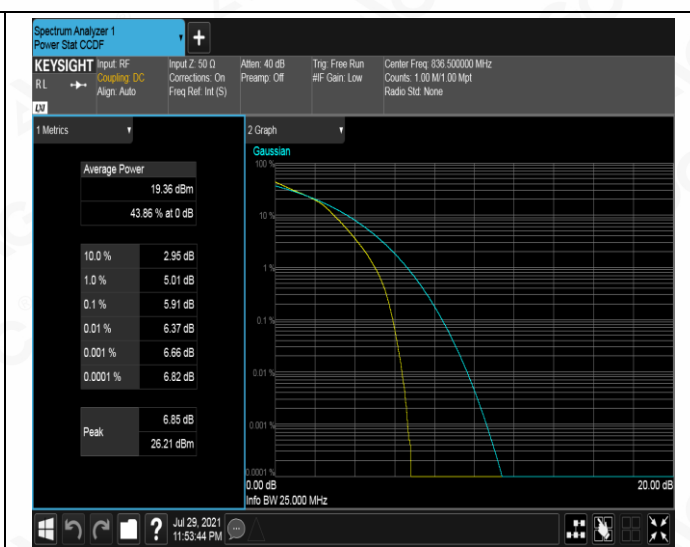 Spectrum Analyzer 1
Power Stat CCDF
+
KEYSIGHT
RL
LXI
Input: RF
Coupling: DC
Align: Auto
Input Z: 50 Ω
Corrections: On
Freq Ref: Int (S)
Atten: 40 dB
Preamp: Off
Trig: Free Run
#IF Gain: Low
Center Freq: 836.500000 MHz
Counts: 1.00 M/1.00 Mpt
Radio Std: None
1 Metrics
Average Power
19.36 dBm
43.86 % at 0 dB
10.0 % 2.95 dB
1.0 % 5.01 dB
0.1 % 5.91 dB
0.01 % 6.37 dB
0.001 % 6.66 dB
0.0001 % 6.82 dB
Peak
6.85 dB
26.21 dBm
2 Graph
Gaussian
100 %
10 %
1 %
0.1 %
0.01 %
0.001 %
0.0001 %
0.00 dB 20.00 dB
Info BW 25.000 MHz
?
Jul 29, 2021
11:53:44 PM